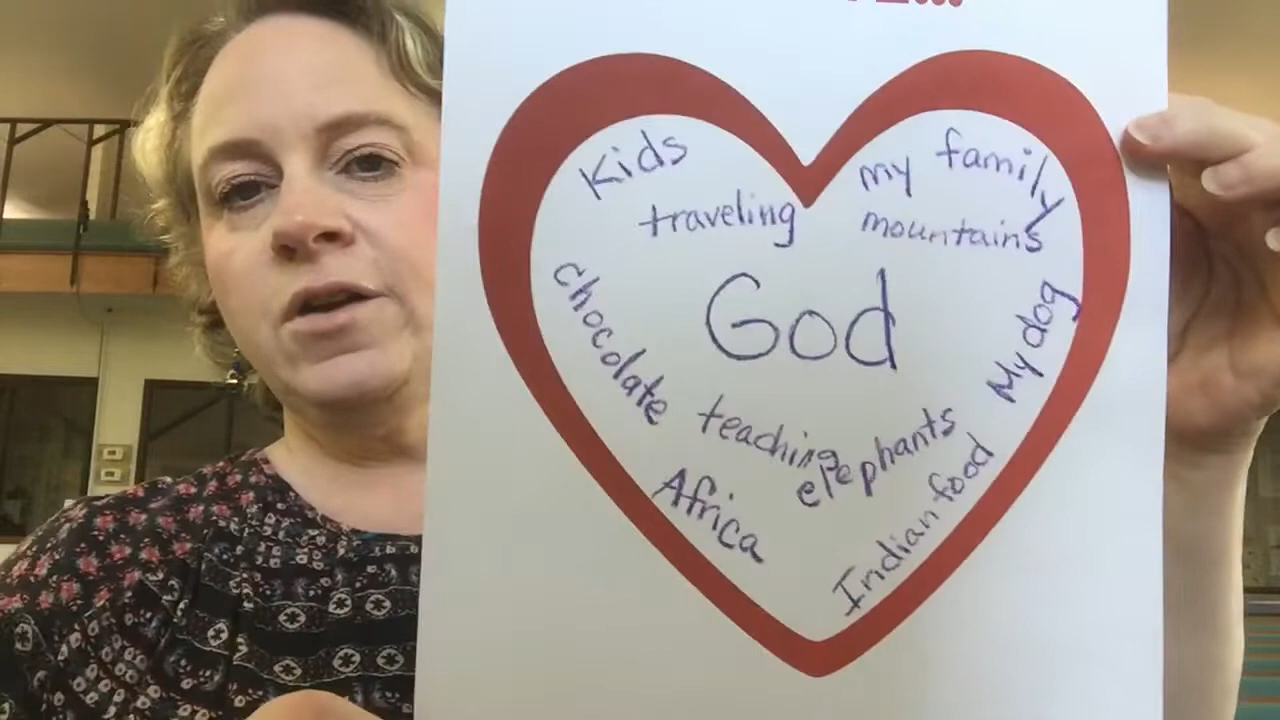 Kids
my family
traveling
mountains
God
chocolate
My dog
teaching
elephants
Africa
Indian food